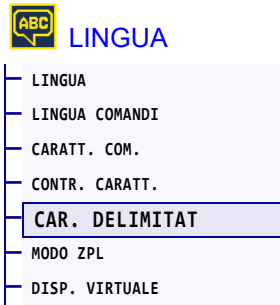 ABC
LINGUA
LINGUA
LINGUA COMANDI
CARATT. COM.
CONTR. CARATT.
CAR. DELIMITAT
MODO ZPL
DISP. VIRTUALE